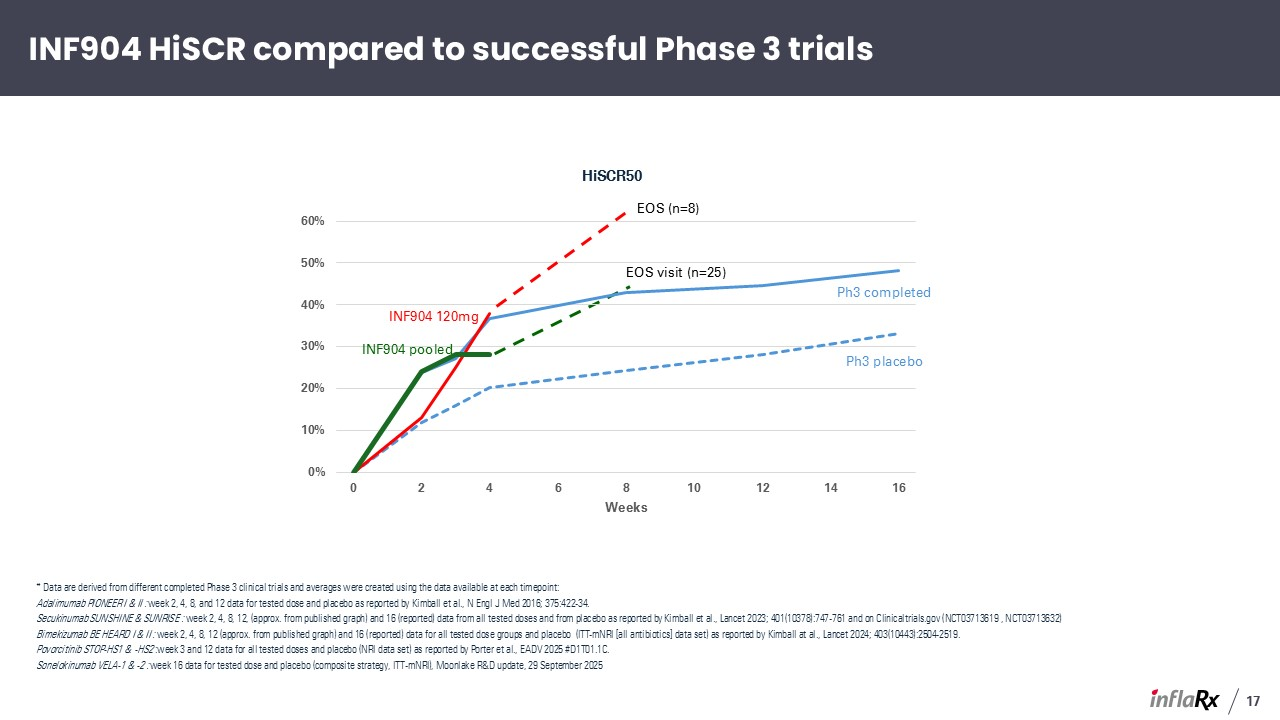 INF904 HiSCR compared to successful Phase 3 trials
HiSCR50
EOS (n=8)
60%
50%
EOS visit (n=25)
Ph3 completed
40%
INF904 120mg
INF904 pooled
30%
Ph3 placebo
20%
10%
0%
0 2 4 6 8 10 12 14 16
Weeks
* Data are derived from different completed Phase 3 clinical trials and averages were created using the data available at each timepoint:
Adalimumab PIONEER I & II : week 2, 4, 8, and 12 data for tested dose and placebo as reported by Kimball et al., N Engl J Med 2016; 375:422-34.
Secukinumab SUNSHINE & SUNRISE : week 2, 4, 8, 12, (approx. from published graph) and 16 (reported) data from all tested doses and from placebo as reported by Kimball et al., Lancet 2023; 401(10378):747-761 and on Clinicaltrials.gov (NCT03713619 , NCT03713632)
Bimekizumab BE HEARD I & II : week 2, 4, 8, 12 (approx. from published graph) and 16 (reported) data for all tested dose groups and placebo (ITT-mNRI [all antibiotics] data set) as reported by Kimball et al., Lancet 2024; 403(10443):2504-2519.
Povorcitinib STOP-HS1 & -HS2: week 3 and 12 data for all tested doses and placebo (NRI data set) as reported by Porter et al., EADV 2025 #D1T01.1C.
Sonelokinumab VELA-1 & -2 : week 16 data for tested dose and placebo (composite strategy, ITT-mNRI), Moonlake R&D update, 29 September 2025
inflaRx / 17